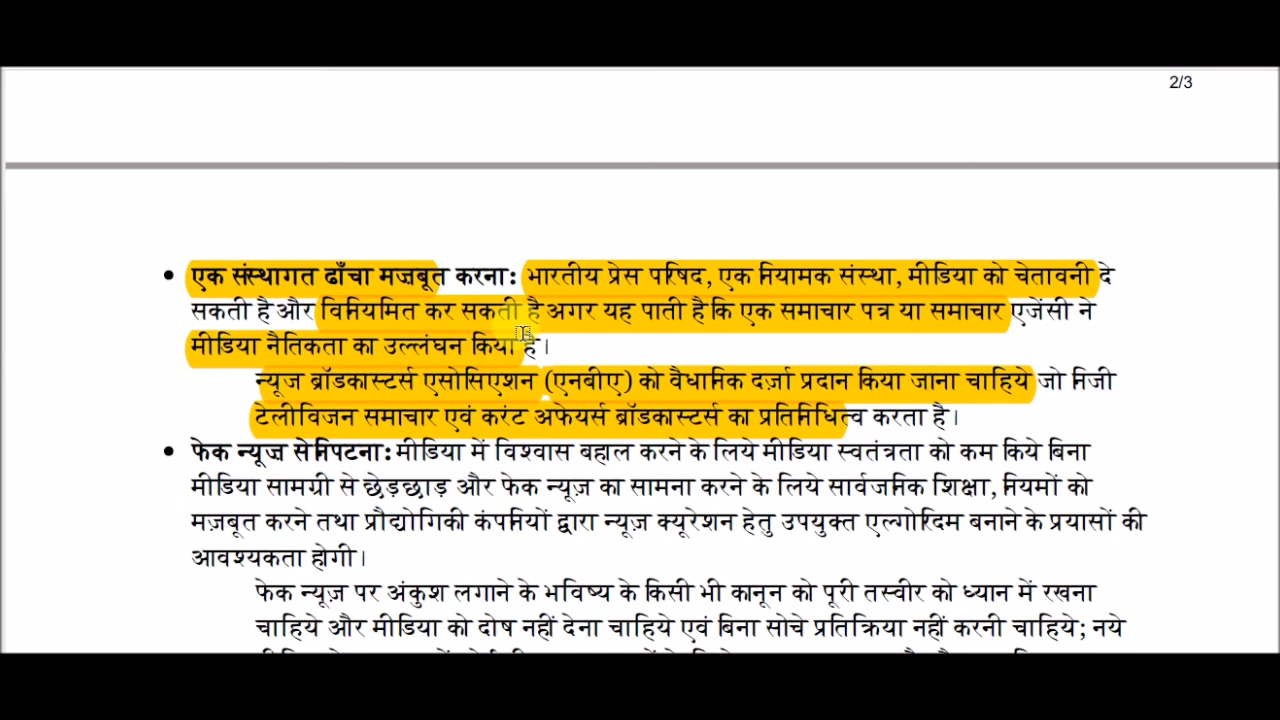 2/3
• एक संस्थागत ढाँचा मज़बूत करना: भारतीय प्रेस परिषद, एक नियामक संस्था, मीडिया को चेतावनी दे
सकती है और विनियमित कर सकती है अगर यह पाती है कि एक समाचार पत्र या समाचार एजेंसी ने
मीडिया नैतिकता का उल्लंघन किया है।
न्यूज ब्रॉडकास्टर्स एसोसिएशन (एनबीए) को वैधानिक दर्ज़ा प्रदान किया जाना चाहिये जो निजी
टेलीविजन समाचार एवं करंट अफेयर्स ब्रॉडकास्टर्स का प्रतिनिधित्व करता है।
• फेक न्यूज से निपटना: मीडिया में विश्वास बहाल करने के लिये मीडिया स्वतंत्रता को कम किये बिना
मीडिया सामग्री से छेड़छाड़ और फेक न्यूज़ का सामना करने के लिये सार्वजनिक शिक्षा, नियमों को
मज़बूत करने तथा प्रौद्योगिकी कंपनियों द्वारा न्यूज़ क्यूरेशन हेतु उपयुक्त एल्गोरिदम बनाने के प्रयासों की
आवश्यकता होगी।
फेक न्यूज़ पर अंकुश लगाने के भविष्य के किसी भी कानून को पूरी तस्वीर को ध्यान में रखना
चाहिये और मीडिया को दोष नहीं देना चाहिये एवं बिना सोचे प्रतिक्रिया नहीं करनी चाहिये; नये